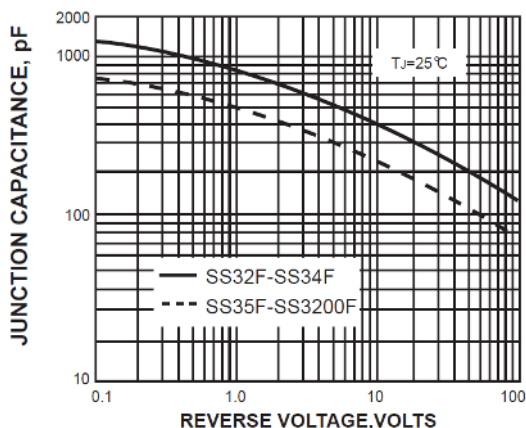 JUNCTION CAPACITANCE, pF
2000
1000
100
10
TJ=25℃
SS32F-SS34F
SS35F-SS3200F
0.1
1.0
10
100
REVERSE VOLTAGE.VOLTS